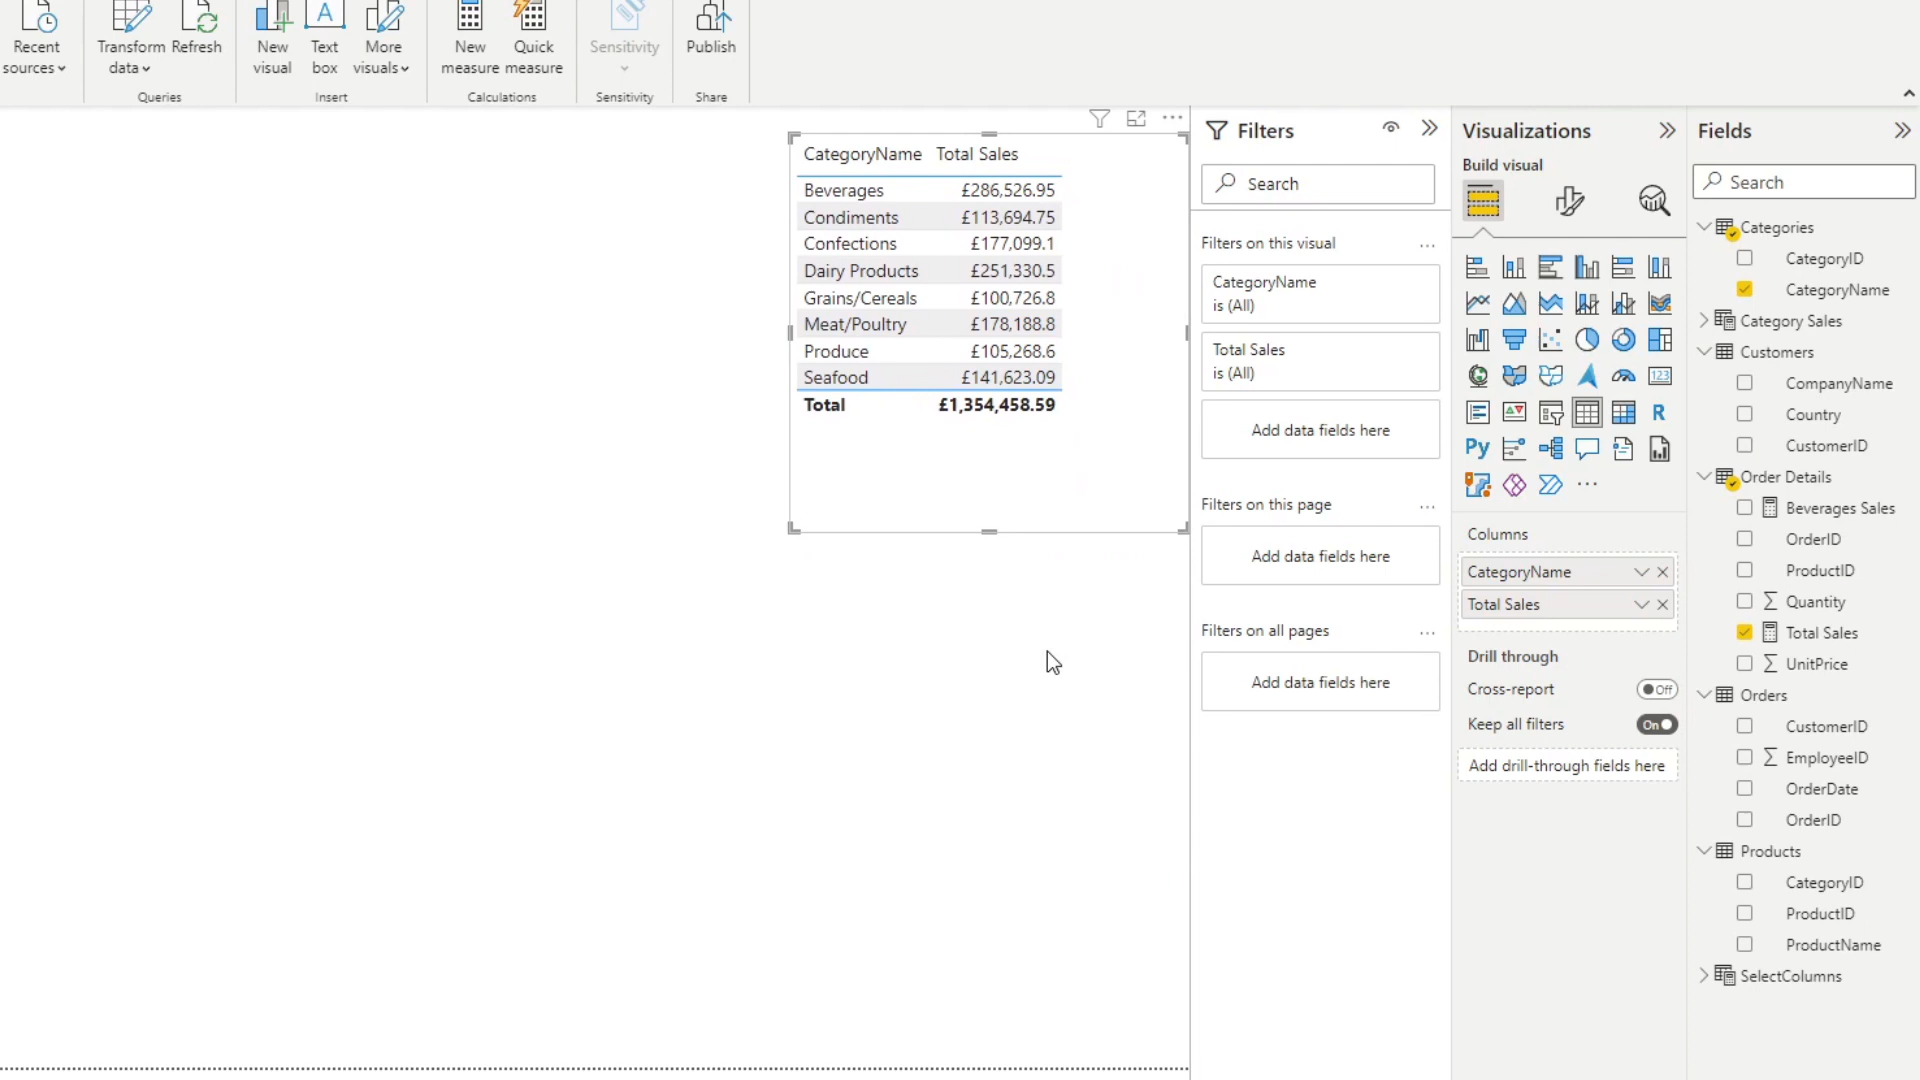 Recent sources
Transform data
Refresh
New visual
Text box
More visuals
New measure
Quick measure
Sensitivity
Publish
Queries
Insert
Calculations
Sensitivity
Share
CategoryName Total Sales
Beverages £286,526.95
Condiments £113,694.75
Confections £177,099.1
Dairy Products £251,330.5
Grains/Cereals £100,726.8
Meat/Poultry £178,188.8
Produce £105,268.6
Seafood £141,623.09
Total £1,354,458.59
Filters
Search
Filters on this visual ...
CategoryName
is (All)
Total Sales
is (All)
Add data fields here
Filters on this page ...
Add data fields here
Filters on all pages ...
Add data fields here
Visualizations
Build visual
123
R
Py
...
Columns
CategoryName
Total Sales
Drill through
Cross-report Off
Keep all filters On
Add drill-through fields here
Fields
Search
Categories
CategoryID
CategoryName
Category Sales
Customers
CompanyName
Country
CustomerID
Order Details
Beverages Sales
OrderID
ProductID
Quantity
Total Sales
UnitPrice
Orders
CustomerID
EmployeeID
OrderDate
OrderID
Products
CategoryID
ProductID
ProductName
SelectColumns